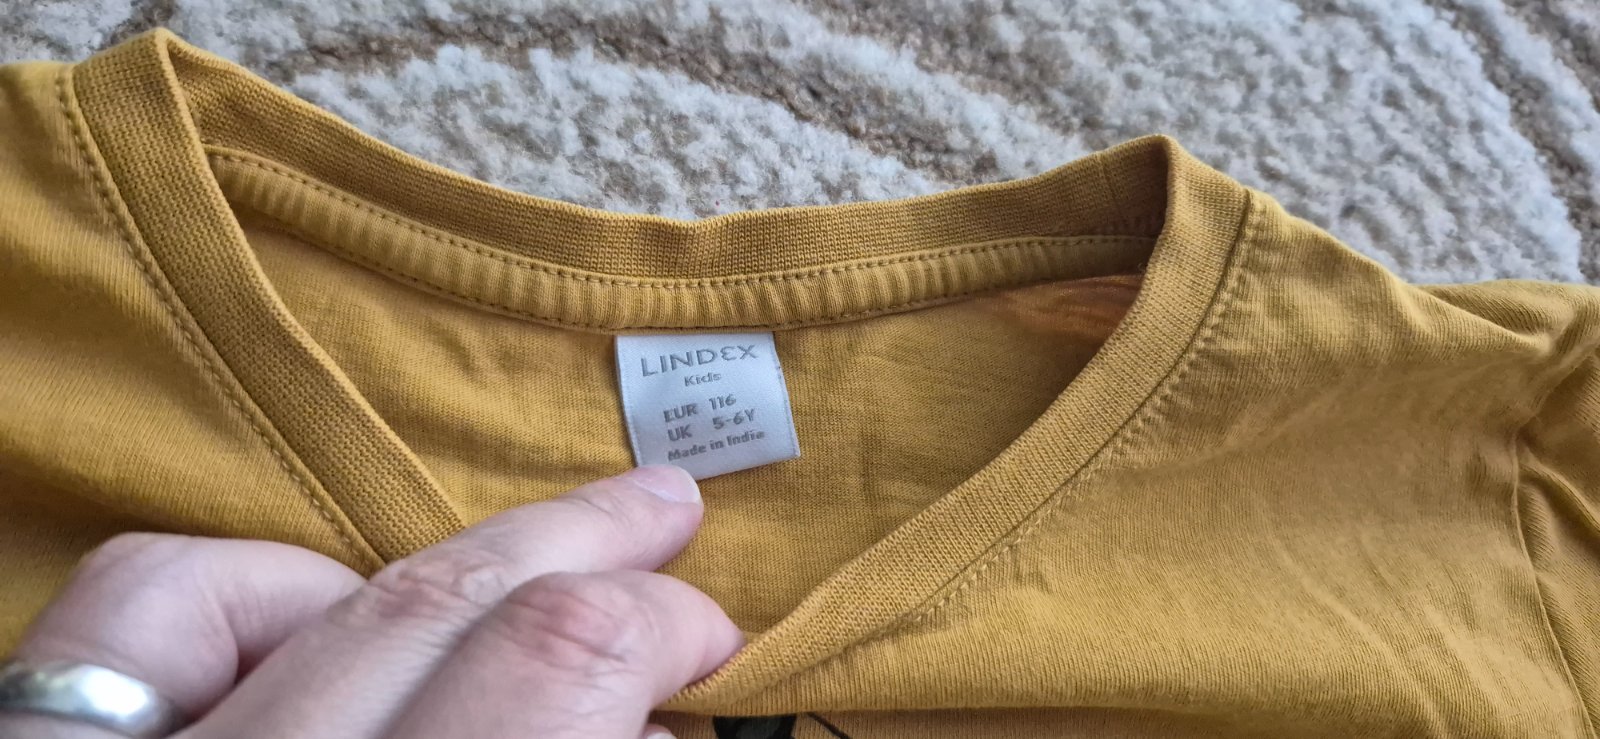 LINDEX
Kids
EUR 116
UK 5-6Y
Made in India